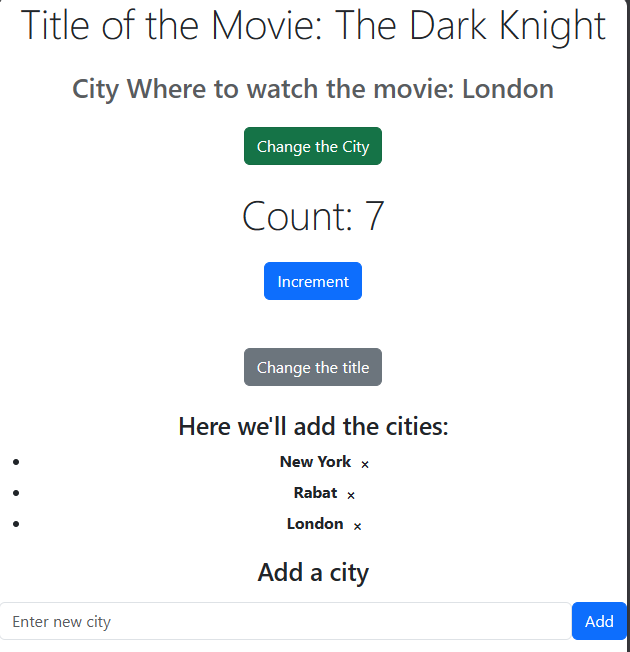 Title of the Movie: The Dark Knight
City Where to watch the movie: London
Change the City
Count: 7
Increment
Change the title
Here we'll add the cities:
New York ×
Rabat ×
London ×
Add a city
Enter new city Add